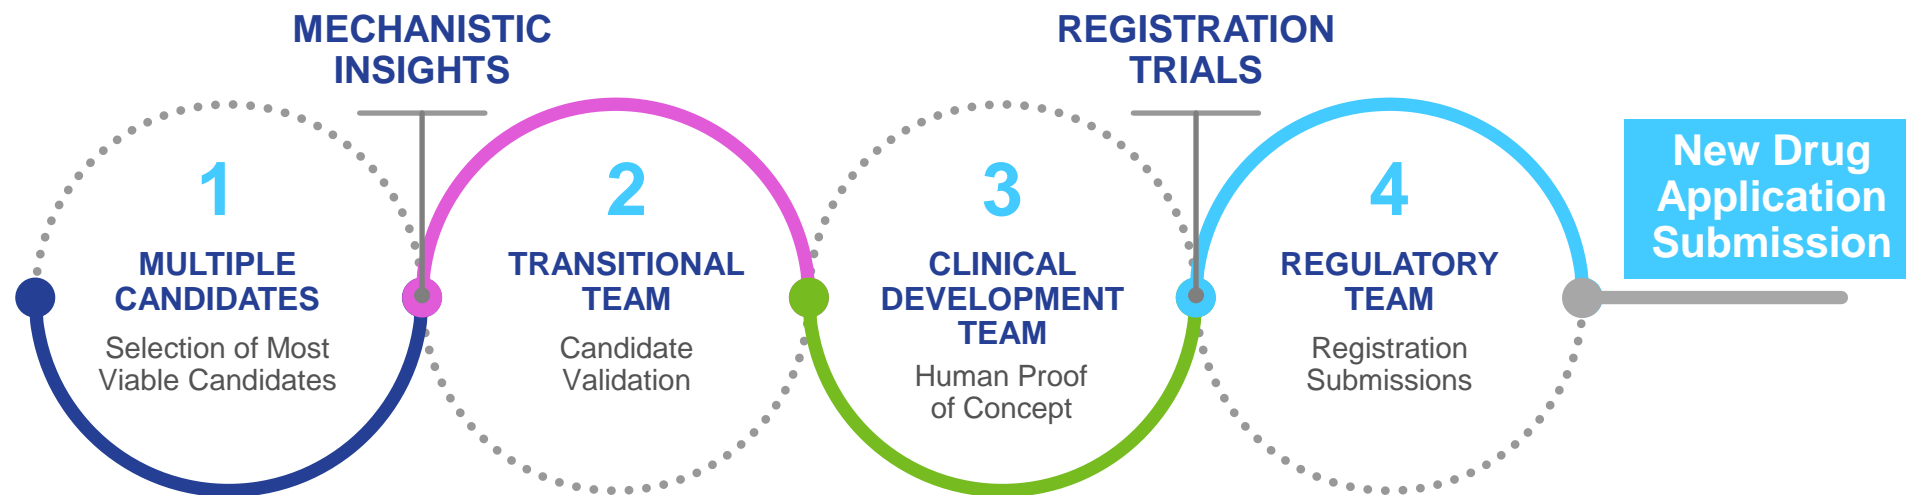 MECHANISTIC
INSIGHTS
REGISTRATION
TRIALS
1
MULTIPLE
CANDIDATES
Selection of Most
Viable Candidates
2
TRANSITIONAL
TEAM
Candidate
Validation
3
CLINICAL
DEVELOPMENT
TEAM
Human Proof
of Concept
4
REGULATORY
TEAM
Registration
Submissions
New Drug
Application
Submission